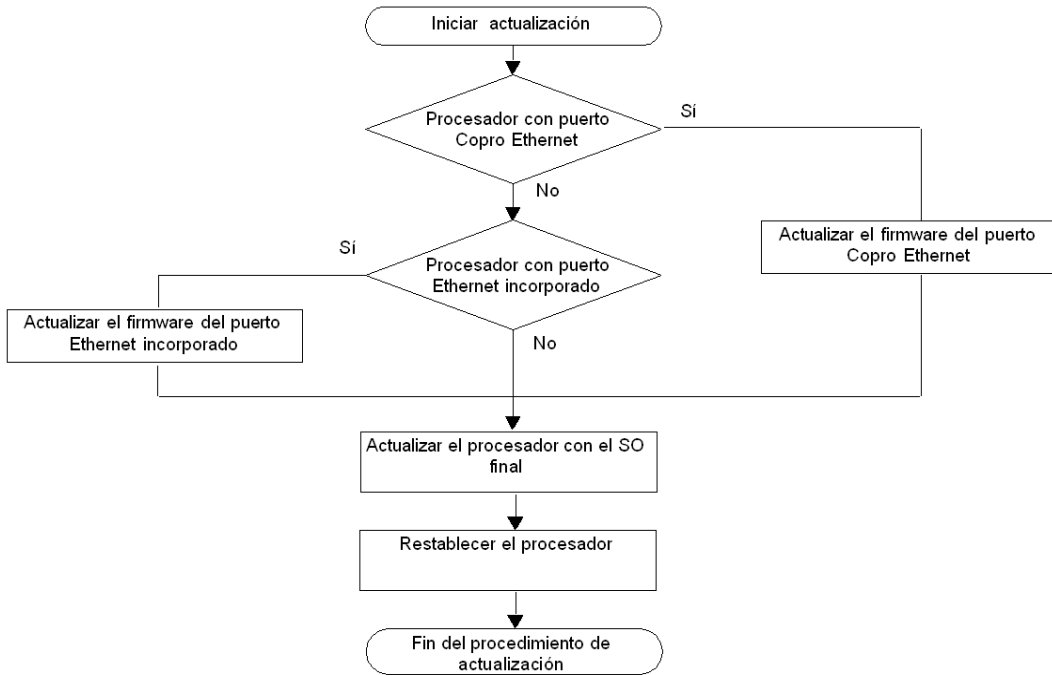 Iniciar actualización
Procesador con puerto
Copro Ethernet
Sí
No
Actualizar el firmware del puerto
Copro Ethernet
Sí
Procesador con puerto
Ethernet incorporado
Actualizar el firmware del puerto
Ethernet incorporado
No
Actualizar el procesador con el SO
final
Restablecer el procesador
Fin del procedimiento de
actualización